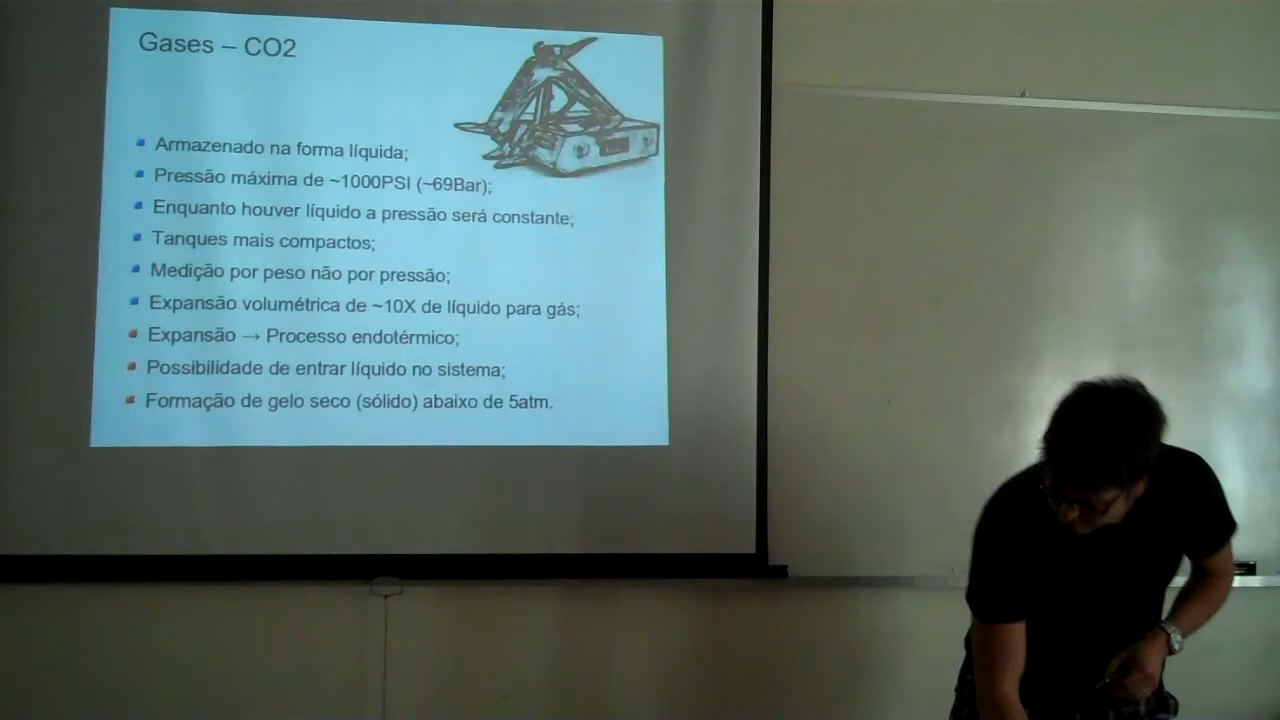 Gases – CO2
Armazenado na forma líquida;
Pressão máxima de ~1000PSI (~69Bar);
Enquanto houver líquido a pressão será constante;
Tanques mais compactos;
Medição por peso não por pressão;
Expansão volumétrica de ~10X de líquido para gás;
Expansão → Processo endotérmico;
Possibilidade de entrar líquido no sistema;
Formação de gelo seco (sólido) abaixo de 5atm.